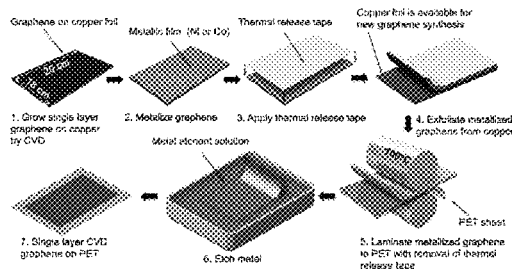 Graphene on copper foil
Metallic film (Ni or Co)
Thermal release tape
Copper foil is available for
new graphene synthesis
1. Grow single layer
graphene on copper
by CVD
2. Metalize graphene
3. Apply thermal release tape
4. Exfoliate metallized
graphene from copper
Metal etchant solution
PET sheet
7. Single layer CVD
graphene on PET
6. Etch metal
5. Laminate metallized graphene
to PET with removal of thermal
release tape